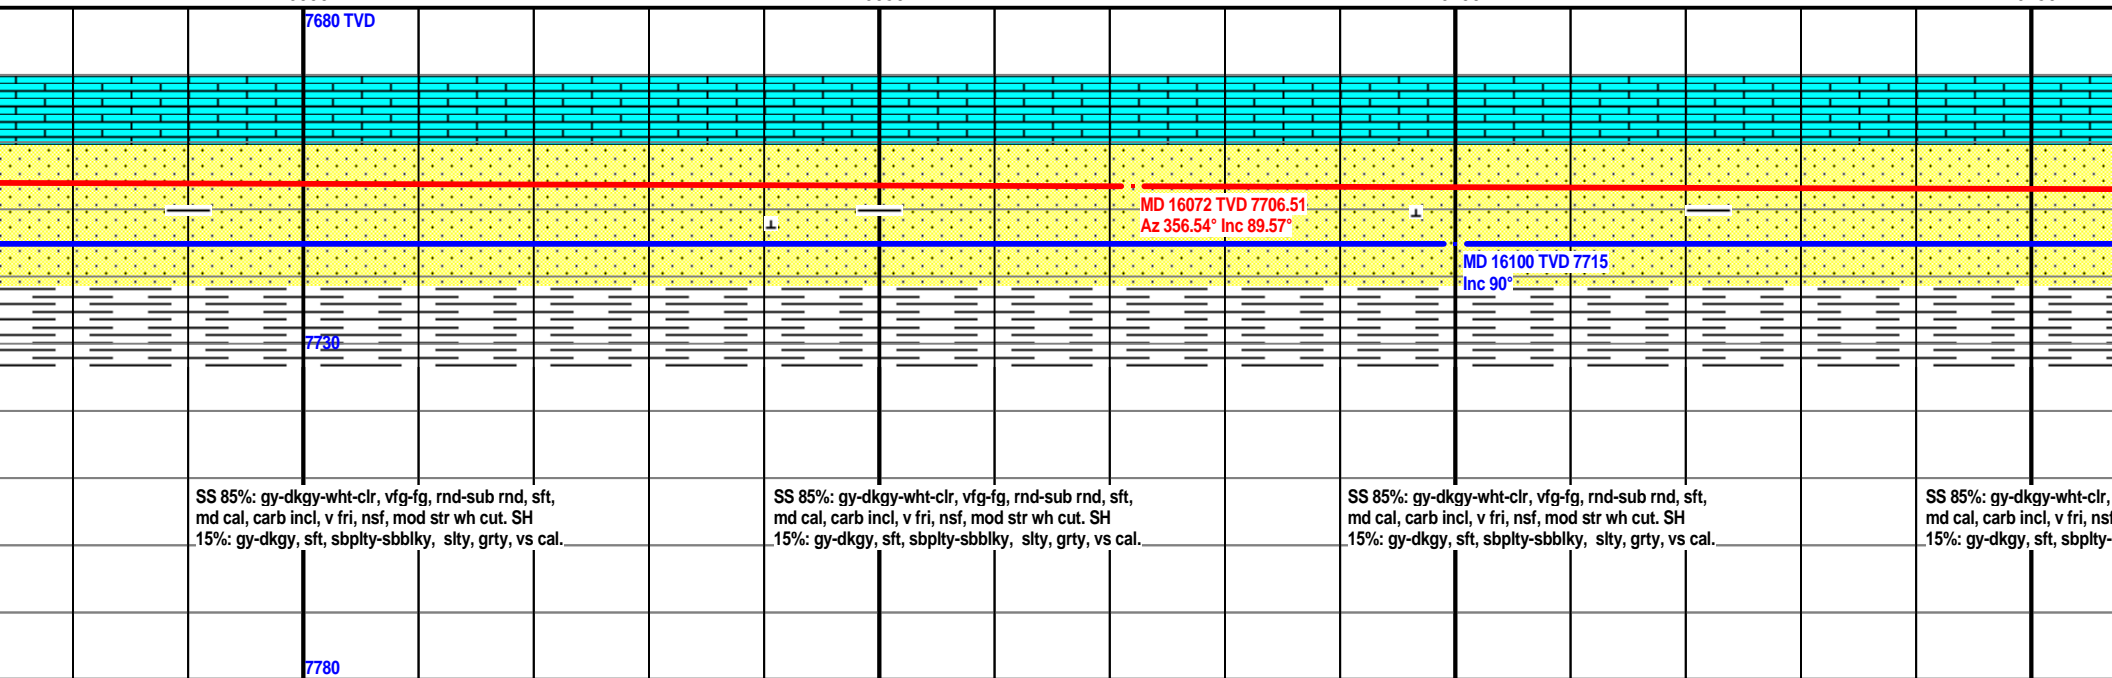 7680 TVD
MD 16072 TVD 7706.51
Az 356.54° Inc 89.57°
MD 16100 TVD 7715
Inc 90°
7730
SS 85%: gy-dkgy-wht-clr, vfg-fg, rnd-sub rnd, sft,
md cal, carb incl, v fri, nsf, mod str wh cut. SH
15%: gy-dkgy, sft, sbplty-sbblky, slty, grty, vs cal.
SS 85%: gy-dkgy-wht-clr, vfg-fg, rnd-sub rnd, sft,
md cal, carb incl, v fri, nsf, mod str wh cut. SH
15%: gy-dkgy, sft, sbplty-sbblky, slty, grty, vs cal.
SS 85%: gy-dkgy-wht-clr, vfg-fg, rnd-sub rnd, sft,
md cal, carb incl, v fri, nsf, mod str wh cut. SH
15%: gy-dkgy, sft, sbplty-sbblky, slty, grty, vs cal.
SS 85%: gy-dkgy-wht-clr,
md cal, carb incl, v fri, nsf
15%: gy-dkgy, sft, sbplty-
7780